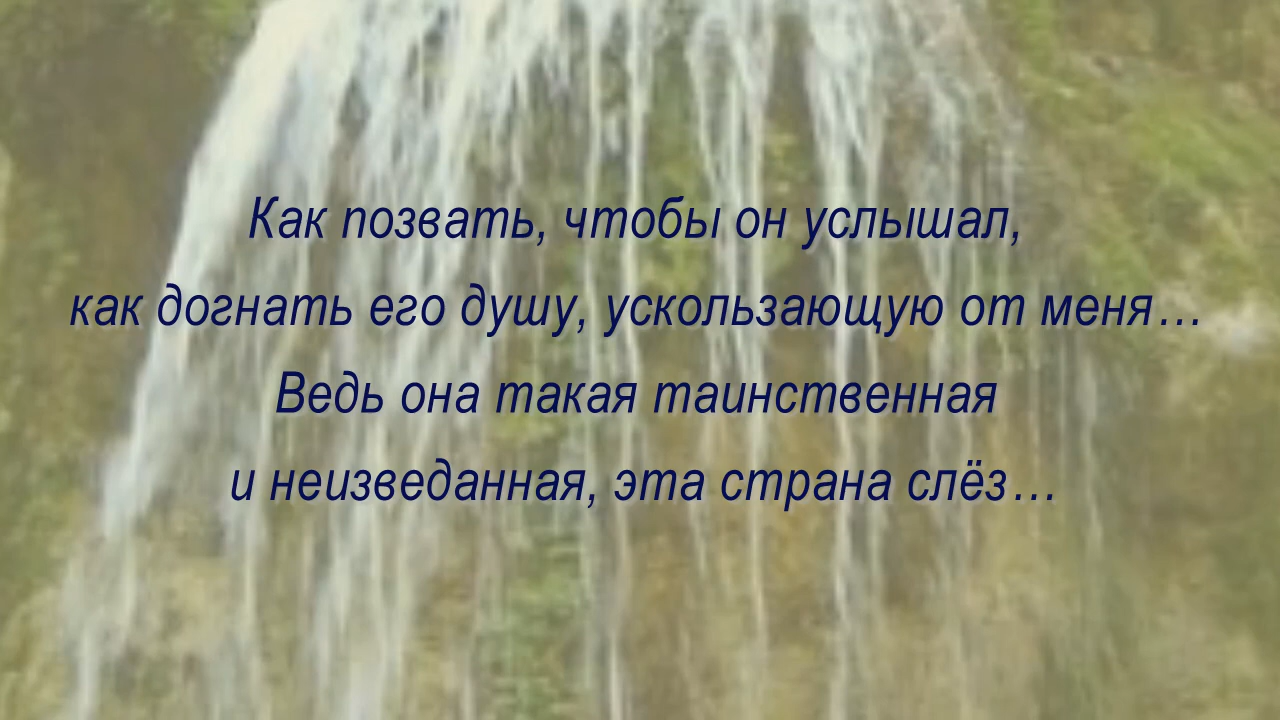 Как позвать, чтобы он услышал,
как догнать его душу, ускользающую от меня…
Ведь она такая таинственная
и неизведанная, эта страна слёз…